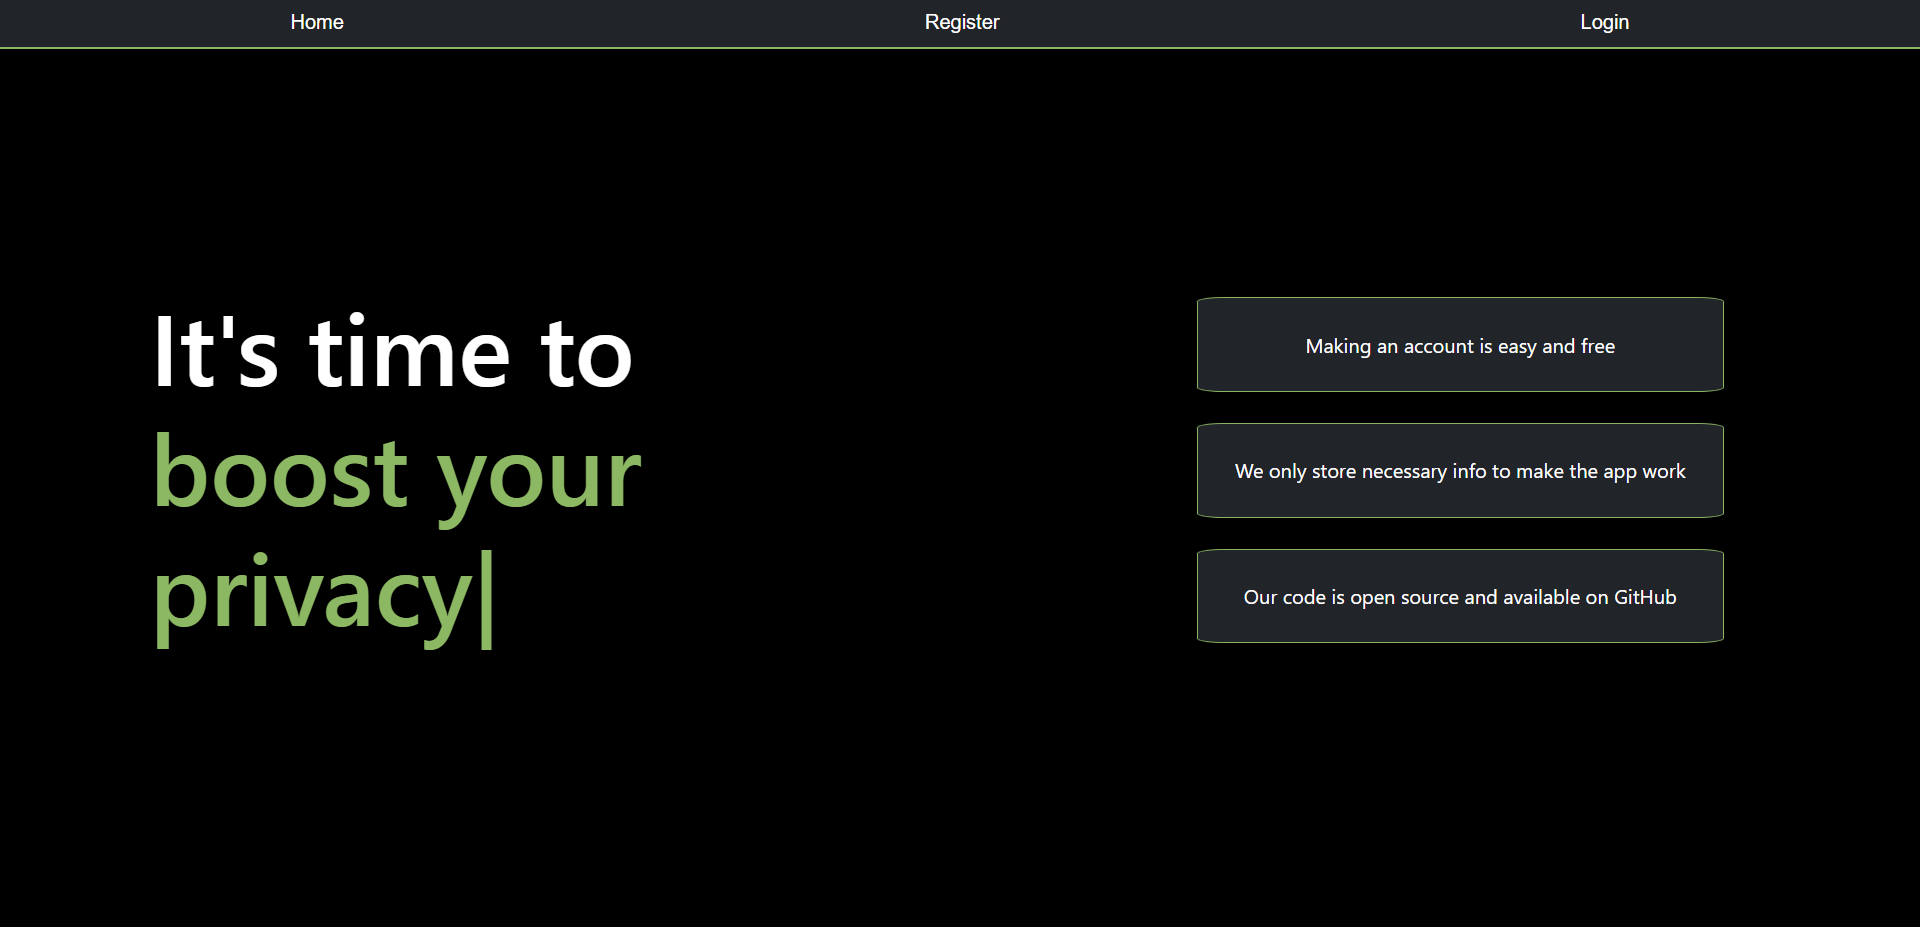 Home
Register
Login
It's time to
boost your
privacy|
Making an account is easy and free
We only store necessary info to make the app work
Our code is open source and available on GitHub